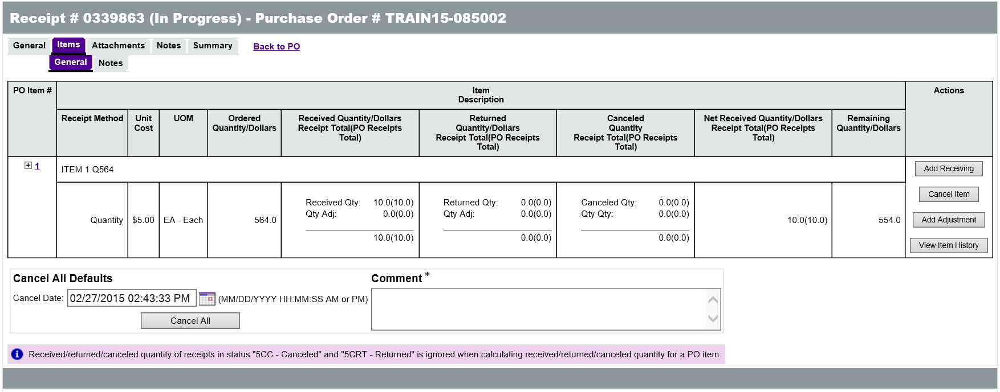 Receipt # 0339863 (In Progress) - Purchase Order # TRAIN15-085002
General Items Attachments Notes Summary Back to PO
General Notes
PO Item #
Item
Description
Actions
Receipt Method
Unit
Cost
UOM
Ordered
Quantity/Dollars
Received Quantity/Dollars
Receipt Total(PO Receipts
Total)
Returned
Quantity/Dollars
Receipt Total(PO Receipts
Total)
Canceled
Quantity
Receipt Total(PO Receipts
Total)
Net Received Quantity/Dollars
Receipt Total(PO Receipts
Total)
Remaining
Quantity/Dollars
1
ITEM 1 Q564
Quantity
$5.00
EA - Each
564.0
Received Qty: 10.0(10.0)
Qty Adj: 0.0(0.0)
10.0(10.0)
Returned Qty: 0.0(0.0)
Qty Adj: 0.0(0.0)
0.0(0.0)
Canceled Qty: 0.0(0.0)
Qty Qty: 0.0(0.0)
0.0(0.0)
10.0(10.0)
554.0
Add Receiving
Cancel Item
Add Adjustment
View Item History
Cancel All Defaults
Cancel Date: 02/27/2015 02:43:33 PM (MM/DD/YYYY HH:MM:SS AM or PM)
Cancel All
Comment *
Received/returned/canceled quantity of receipts in status "5CC - Canceled" and "5CRT - Returned" is ignored when calculating received/returned/canceled quantity for a PO item.